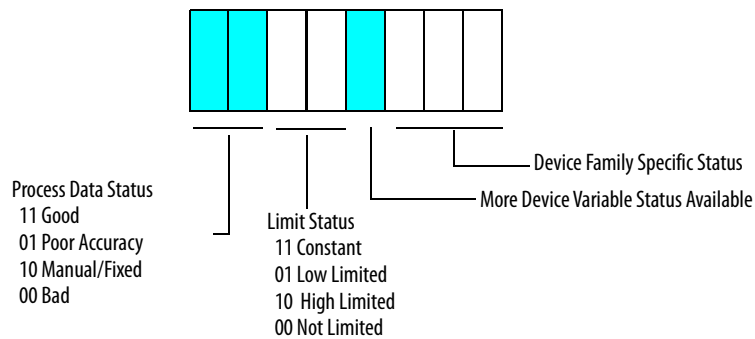 Device Family Specific Status
More Device Variable Status Available
Process Data Status
11 Good
01 Poor Accuracy
10 Manual/Fixed
00 Bad
Limit Status
11 Constant
01 Low Limited
10 High Limited
00 Not Limited